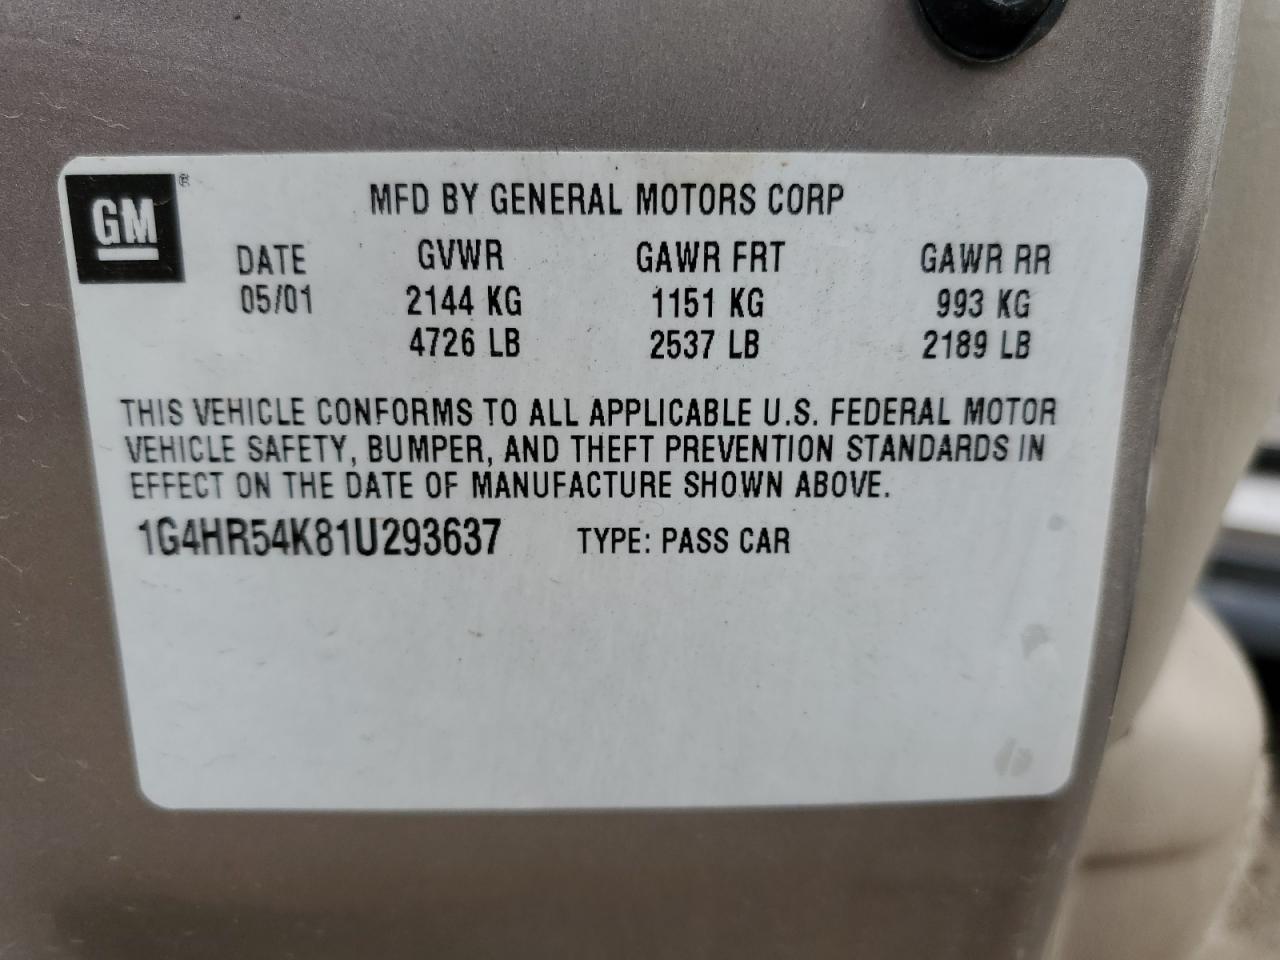 GM®
MFD BY GENERAL MOTORS CORP
DATE GVWR GAWR FRT GAWR RR
05/01 2144 KG 1151 KG 993 KG
4726 LB 2537 LB 2189 LB
THIS VEHICLE CONFORMS TO ALL APPLICABLE U.S. FEDERAL MOTOR
VEHICLE SAFETY, BUMPER, AND THEFT PREVENTION STANDARDS IN
EFFECT ON THE DATE OF MANUFACTURE SHOWN ABOVE.
1G4HR54K81U293637 TYPE: PASS CAR